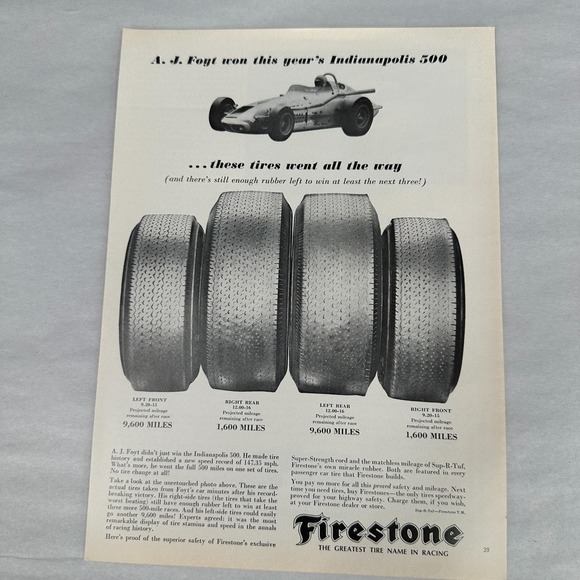 A. J. Foyt won this year's Indianapolis 500
...these tires went all the way
(and there's still enough rubber left to win at least the next three!)
LEFT FRONT
9.20-15
Projected mileage
remaining after race
9,600 MILES
RIGHT REAR
12.00-16
Projected mileage
remaining after race
1,600 MILES
LEFT REAR
12.00-16
Projected mileage
remaining after race
9,600 MILES
RIGHT FRONT
9.20-15
Projected mileage
remaining after race
1,600 MILES
A. J. Foyt didn't just win the Indianapolis 500. He made tire
history and established a new speed record of 147.35 mph.
What's more, he went the full 500 miles on one set of tires.
No tire change at all!
Take a look at the unretouched photo above. These are the
actual tires taken from Foyt's car minutes after his record-
breaking victory. His right-side tires (the tires that take the
real beating) still have enough rubber left to win at least
three more 500-mile races. And his left-side tires could easily
go another 9,600 miles! Experts agreed: it was the most
remarkable display of tire stamina and speed in the annals
of racing history.
Here's proof of the superior safety of Firestone's exclusive
Super-Strength cord and the matchless mileage of Sup-R-Tuf,
Firestone's own miracle rubber. Both are featured in every
passenger car tire that Firestone builds.
You pay no more for all this proved safety and mileage. Next
time you need tires, buy Firestones—the only tires speedway-
proved for your highway safety. Charge them, if you wish,
at your Firestone dealer or store.
Sup-R-Tuf—Firestone T.M.
Firestone
THE GREATEST TIRE NAME IN RACING